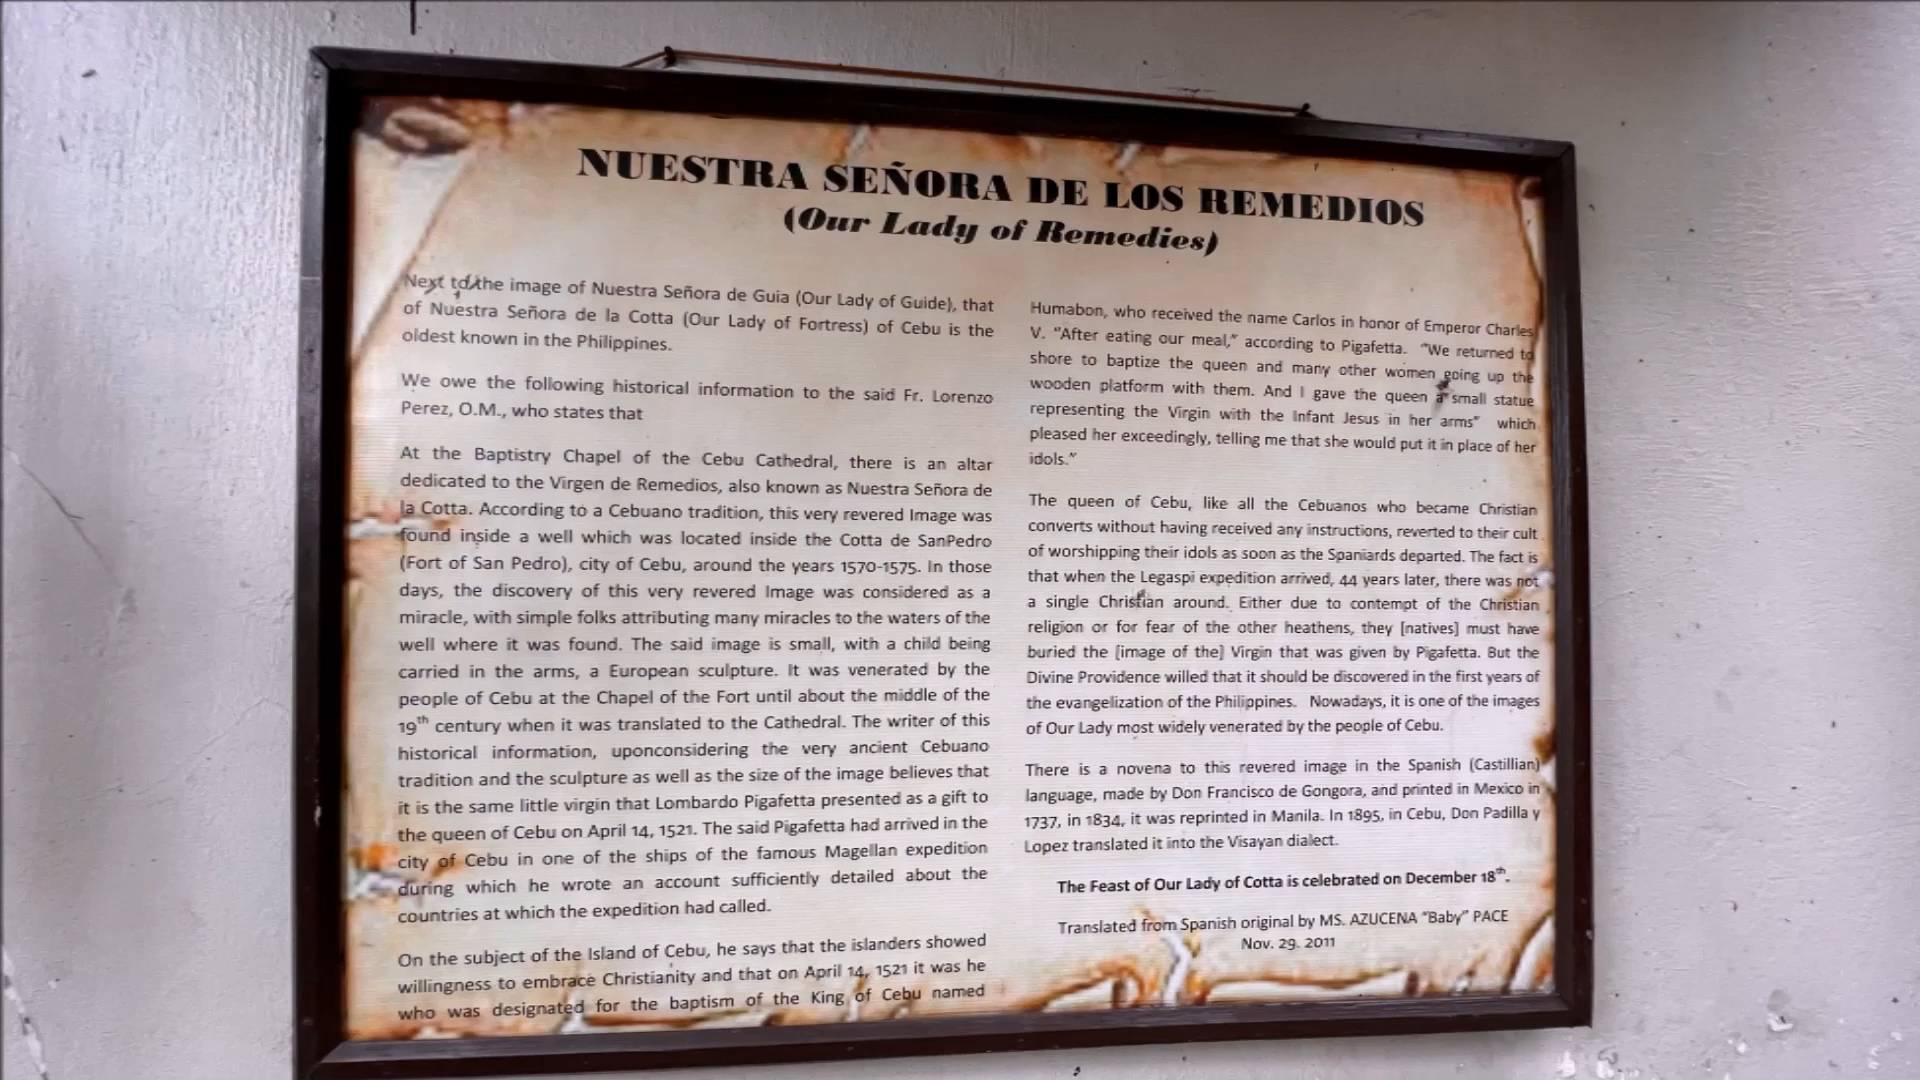 NUESTRA SEÑORA DE LOS REMEDIOS
(Our Lady of Remedies)
Next to the image of Nuestra Señora de Guia (Our Lady of Guide), that
of Nuestra Señora de la Cotta (Our Lady of Fortress) of Cebu is the
oldest known in the Philippines.
We owe the following historical information to the said Fr. Lorenzo
Perez, O.M., who states that
At the Baptistry Chapel of the Cebu Cathedral, there is an altar
dedicated to the Virgen de Remedios, also known as Nuestra Señora de
la Cotta. According to a Cebuano tradition, this very revered Image was
found inside a well which was located inside the Cotta de SanPedro
(Fort of San Pedro), city of Cebu, around the years 1570-1575. In those
days, the discovery of this very revered Image was considered as a
miracle, with simple folks attributing many miracles to the waters of the
well where it was found. The said image is small, with a child being
carried in the arms, a European sculpture. It was venerated by the
people of Cebu at the Chapel of the Fort until about the middle of the
19th century when it was translated to the Cathedral. The writer of this
historical information, uponconsidering the very ancient Cebuano
tradition and the sculpture as well as the size of the image believes that
it is the same little virgin that Lombardo Pigafetta presented as a gift to
the queen of Cebu on April 14, 1521. The said Pigafetta had arrived in the
city of Cebu in one of the ships of the famous Magellan expedition
during which he wrote an account sufficiently detailed about the
countries at which the expedition had called.
On the subject of the Island of Cebu, he says that the islanders showed
willingness to embrace Christianity and that on April 14, 1521 it was he
who was designated for the baptism of the King of Cebu named
Humabon, who received the name Carlos in honor of Emperor Charles
V. "After eating our meal," according to Pigafetta. "We returned to
shore to baptize the queen and many other women going up the
wooden platform with them. And I gave the queen a small statue
representing the Virgin with the Infant Jesus in her arms" which
pleased her exceedingly, telling me that she would put it in place of her
idols."
The queen of Cebu, like all the Cebuanos who became Christian
converts without having received any instructions, reverted to their cult
of worshipping their idols as soon as the Spaniards departed. The fact is
that when the Legaspi expedition arrived, 44 years later, there was not
a single Christian around. Either due to contempt of the Christian
religion or for fear of the other heathens, they [natives] must have
buried the [image of the] Virgin that was given by Pigafetta. But the
Divine Providence willed that it should be discovered in the first years of
the evangelization of the Philippines. Nowadays, it is one of the images
of Our Lady most widely venerated by the people of Cebu.
There is a novena to this revered image in the Spanish (Castillian)
language, made by Don Francisco de Gongora, and printed in Mexico in
1737, in 1834, it was reprinted in Manila. In 1895, in Cebu, Don Padilla y
Lopez translated it into the Visayan dialect.
The Feast of Our Lady of Cotta is celebrated on December 18th.
Translated from Spanish original by MS. AZUCENA "Baby" PACE
Nov. 29. 2011